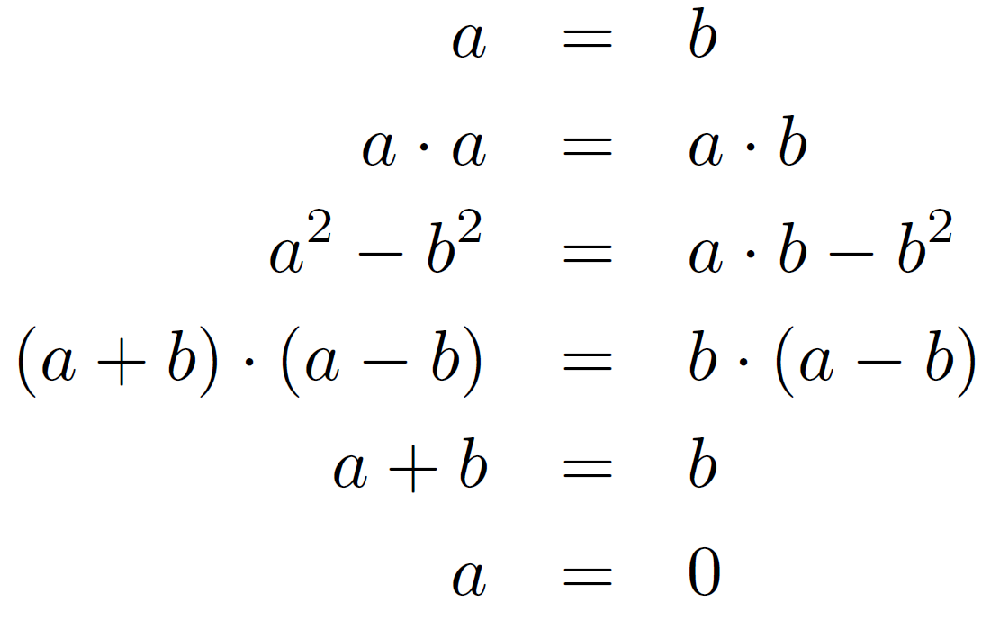 a = b
a · a = a · b
a² − b² = a · b − b²
(a + b) · (a − b) = b · (a − b)
a + b = b
a = 0